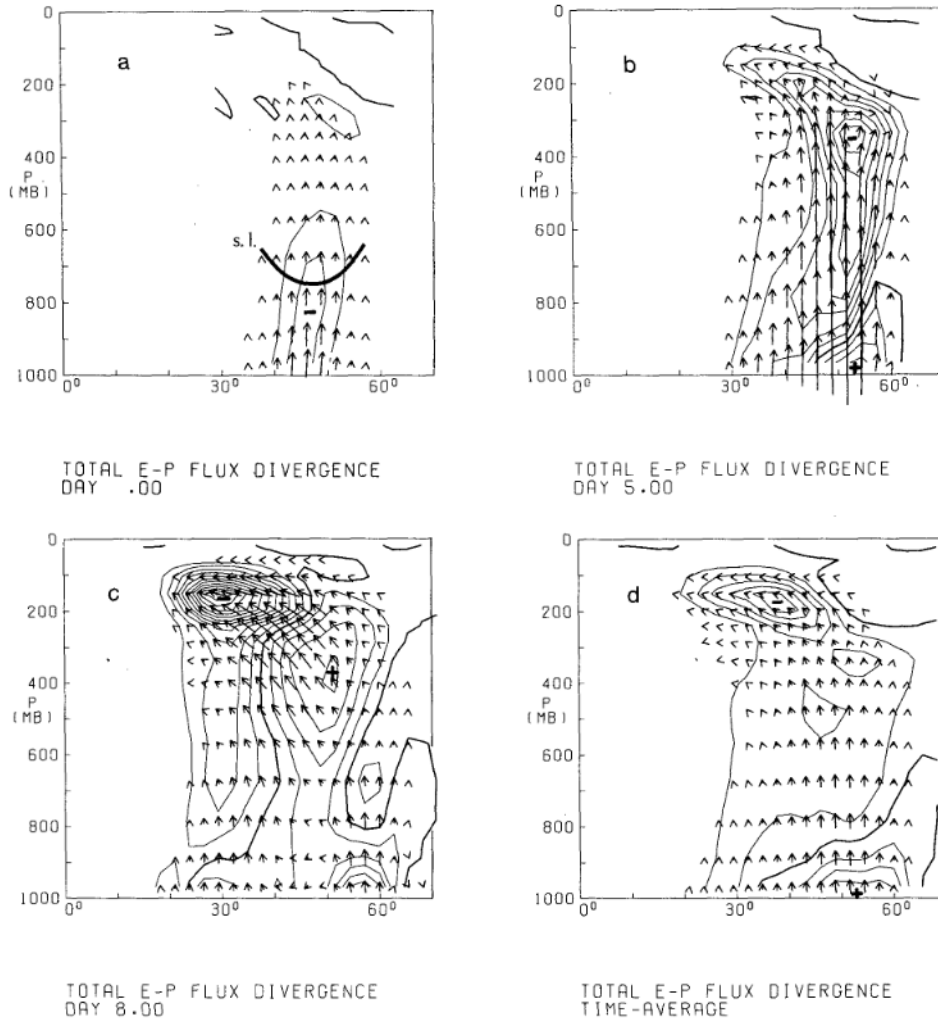 0
200
400
P
(MB)
600
800
1000
a
s.l.
0° 30° 60°
TOTAL E-P FLUX DIVERGENCE
DAY .00
0
200
400
P
(MB)
600
800
1000
b
0° 30° 60°
TOTAL E-P FLUX DIVERGENCE
DAY 5.00
0
200
400
P
(MB)
600
800
1000
c
0° 30° 60°
TOTAL E-P FLUX DIVERGENCE
DAY 8.00
0
200
400
P
(MB)
600
800
1000
d
0° 30° 60°
TOTAL E-P FLUX DIVERGENCE
TIME-AVERAGE